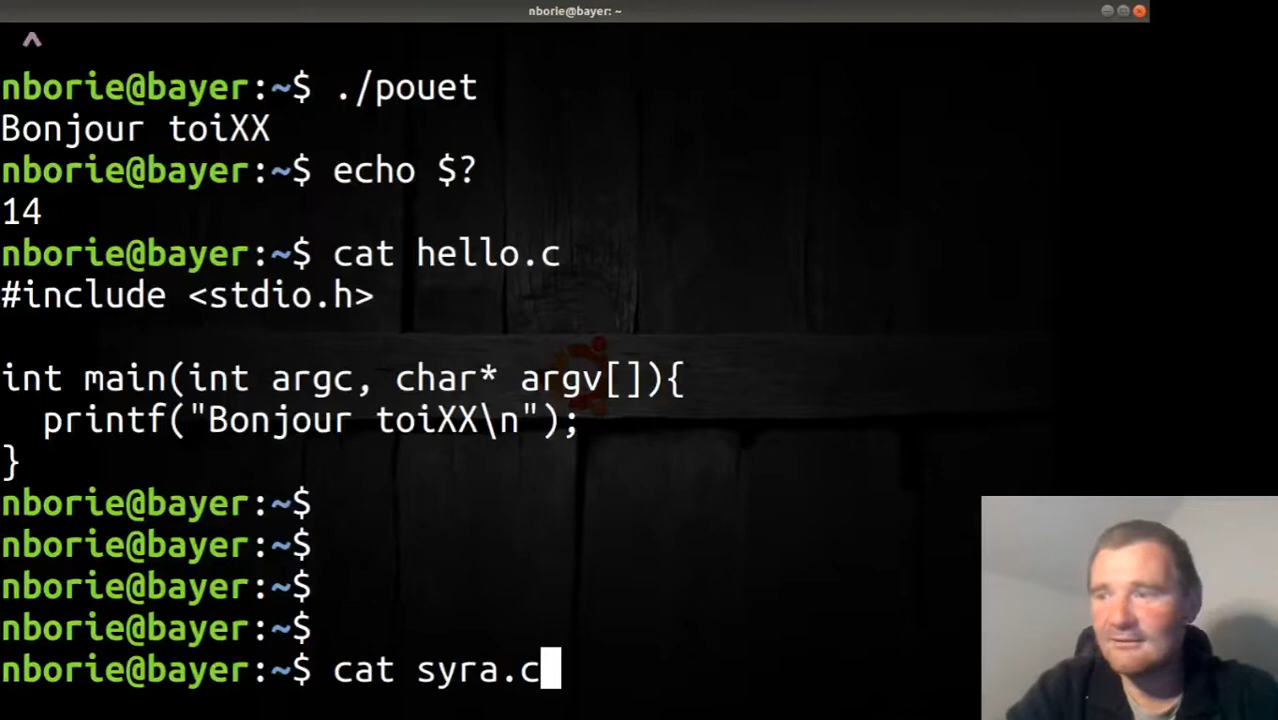 nborie@bayer: ~
^
nborie@bayer:~$ ./pouet
Bonjour toiXX
nborie@bayer:~$ echo $?
14
nborie@bayer:~$ cat hello.c
#include <stdio.h>
int main(int argc, char* argv[]){
  printf("Bonjour toiXX\n");
}
nborie@bayer:~$
nborie@bayer:~$
nborie@bayer:~$
nborie@bayer:~$
nborie@bayer:~$ cat syra.c